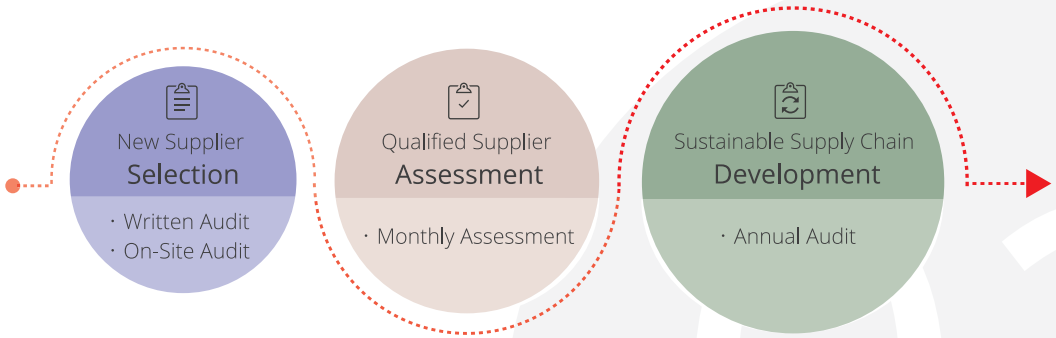 New Supplier
Selection
· Written Audit
· On-Site Audit
Qualified Supplier
Assessment
· Monthly Assessment
Sustainable Supply Chain
Development
· Annual Audit